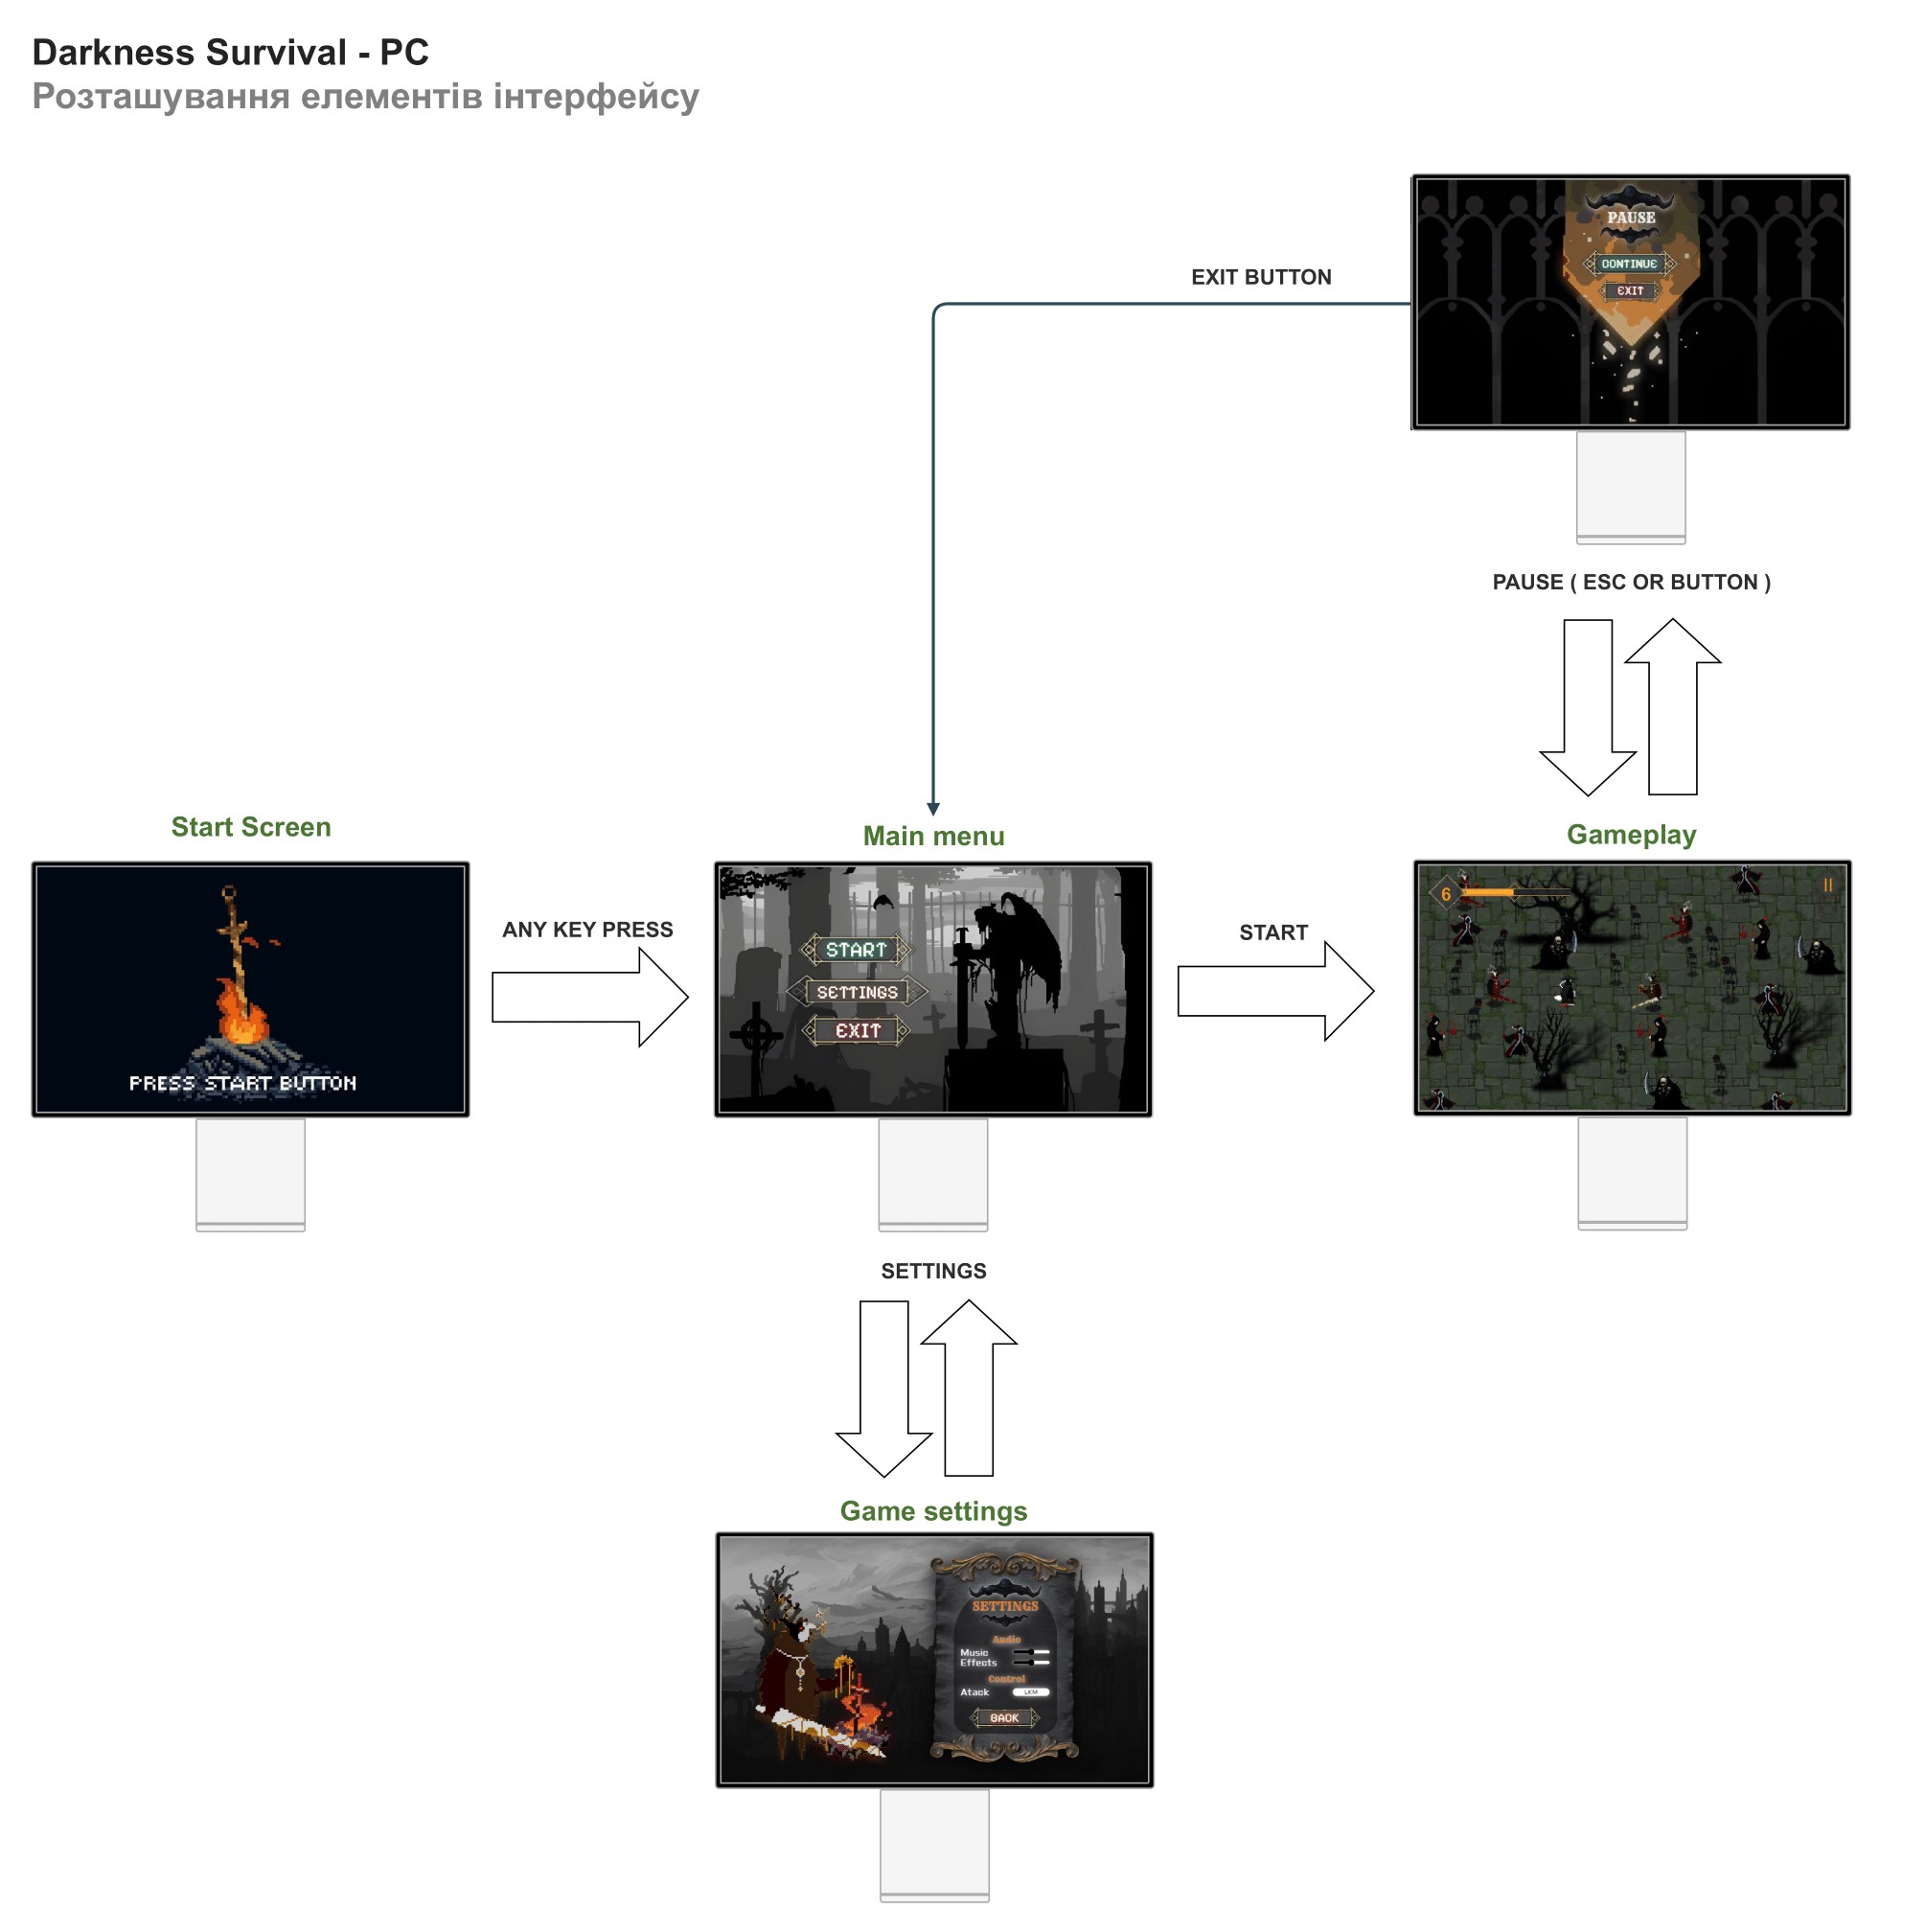 Darkness Survival - PC
Розташування елементів інтерфейсу
PAUSE
CONTINUE
EXIT
EXIT BUTTON
PAUSE ( ESC OR BUTTON )
Start Screen
Main menu
Gameplay
PRESS START BUTTON
ANY KEY PRESS
START
SETTINGS
EXIT
START
6
SETTINGS
Game settings
SETTINGS
Audio
Music
Effects
Control
Atack LKM
BACK